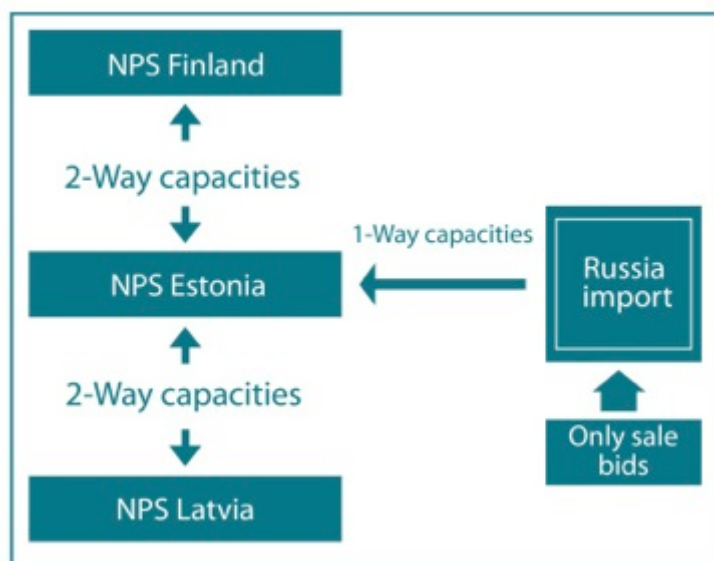 NPS Finland
2-Way capacities
1-Way capacities
NPS Estonia
Russia
import
2-Way capacities
Only sale
bids
NPS Latvia